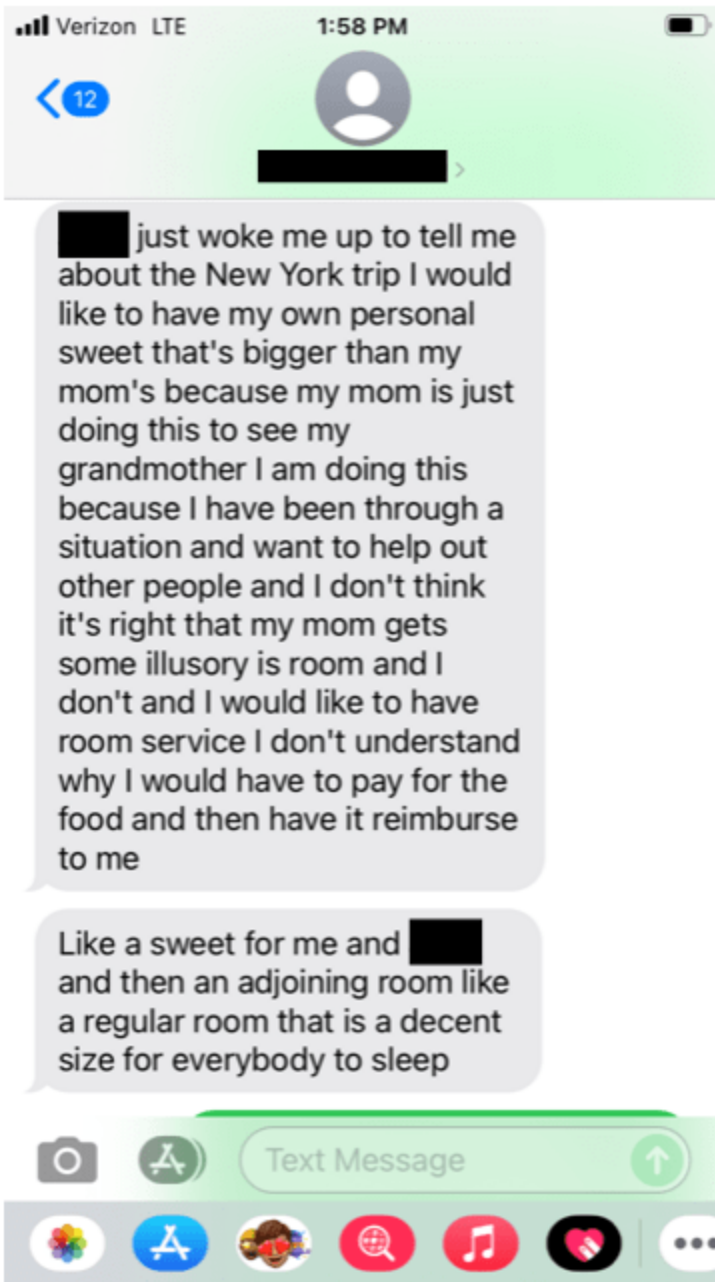 Verizon LTE 1:58 PM
12
just woke me up to tell me
about the New York trip I would
like to have my own personal
sweet that's bigger than my
mom's because my mom is just
doing this to see my
grandmother I am doing this
because I have been through a
situation and want to help out
other people and I don't think
it's right that my mom gets
some illusory is room and I
don't and I would like to have
room service I don't understand
why I would have to pay for the
food and then have it reimburse
to me
Like a sweet for me and
and then an adjoining room like
a regular room that is a decent
size for everybody to sleep
Text Message